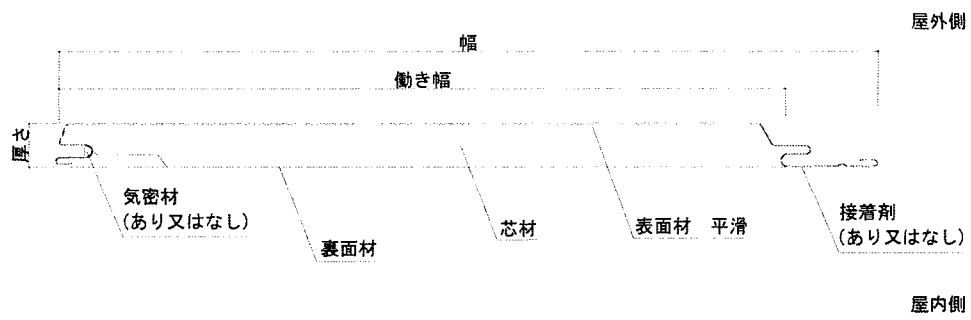 屋外側
幅
働き幅
厚さ
気密材
(あり又はなし)
裏面材
芯材
表面材 平滑
接着剤
(あり又はなし)
屋内側